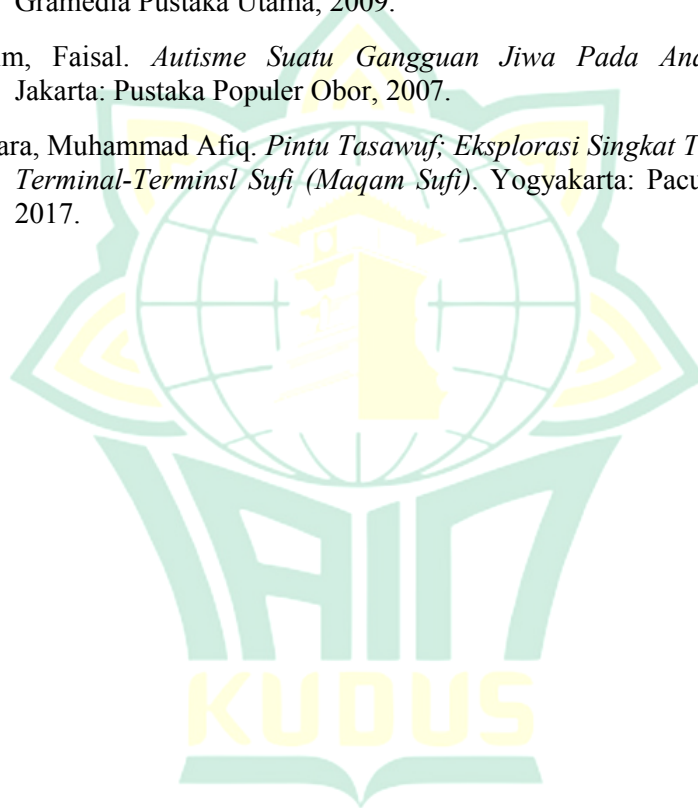 Gramedia Pustaka Utama, 2009.
im, Faisal. Autisme Suatu Gangguan Jiwa Pada Ana
Jakarta: Pustaka Populer Obor, 2007.
ara, Muhammad Afiq. Pintu Tasawuf; Eksplorasi Singkat T
Terminal-Terminsl Sufi (Maqam Sufi). Yogyakarta: Pacu
2017.
IAIN
KUDUS